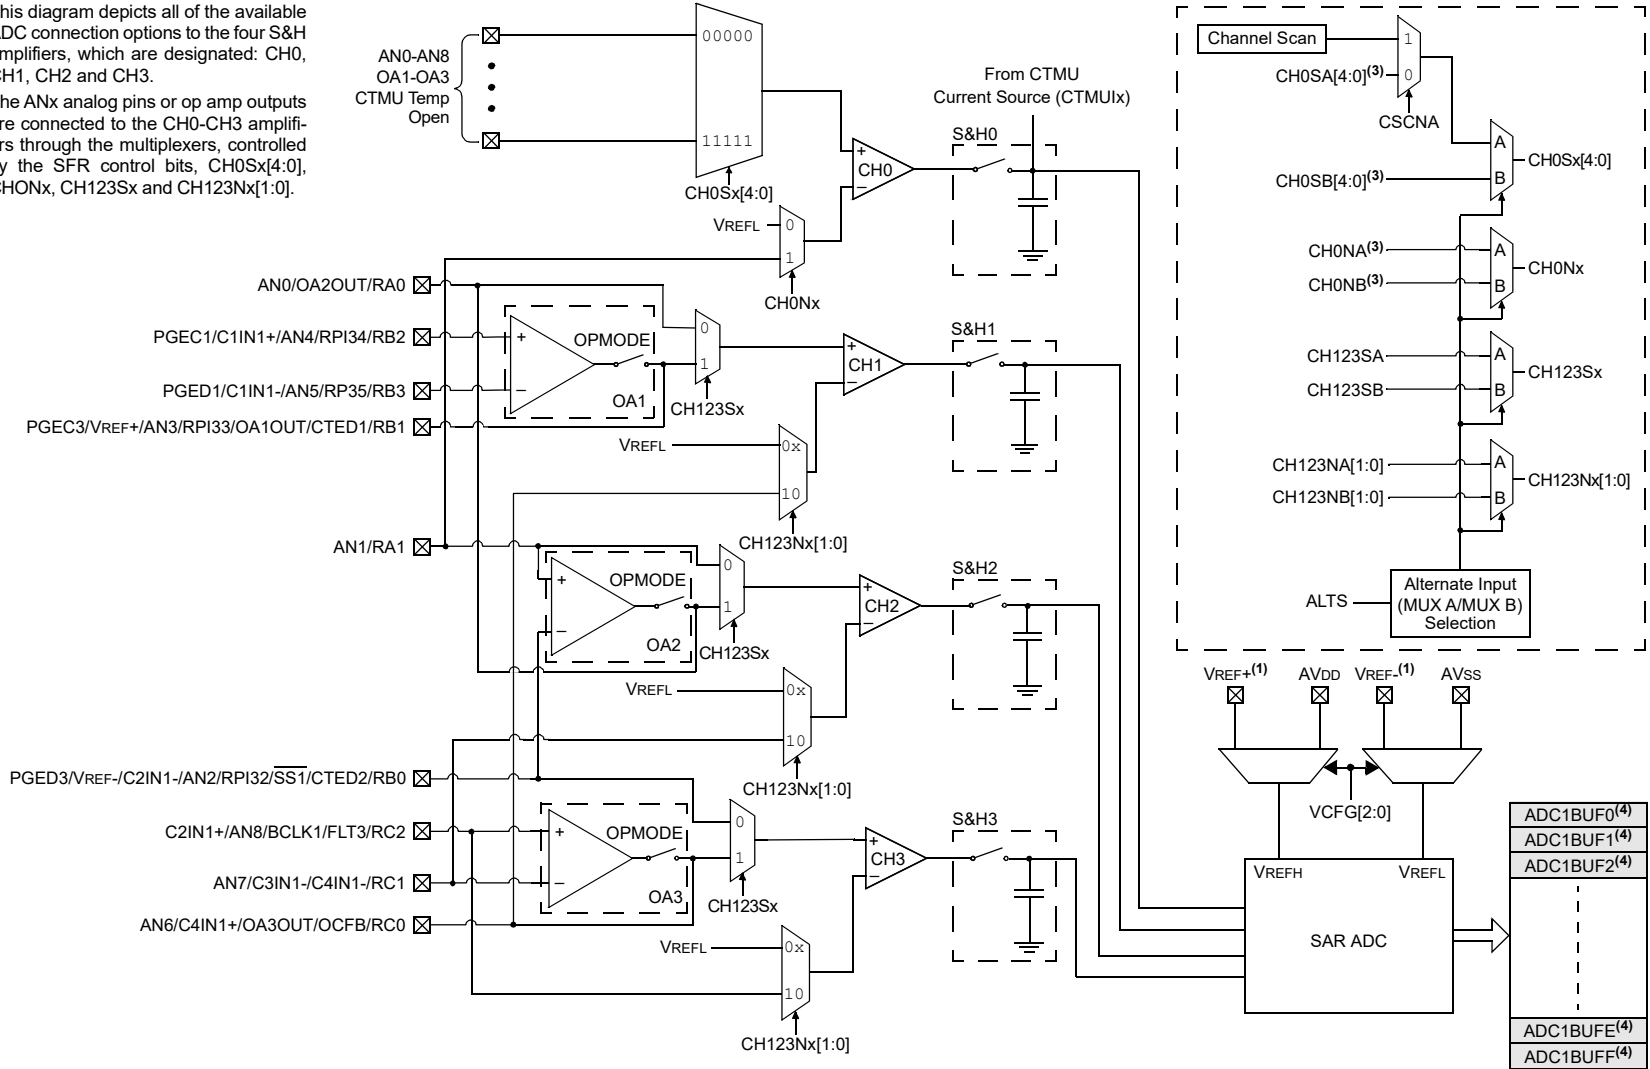 his diagram depicts all of the available
DC connection options to the four S&H
mplifiers, which are designated: CH0,
CH1, CH2 and CH3.
he ANx analog pins or op amp outputs
re connected to the CH0-CH3 amplifi-
rs through the multiplexers, controlled
y the SFR control bits, CH0Sx[4:0],
CHONx, CH123Sx and CH123Nx[1:0].
AN0-AN8
OA1-OA3
CTMU Temp
Open
00000
11111
CH0Sx[4:0]
VREFL
0
1
CH0Nx
+
CH0
−
From CTMU
Current Source (CTMUIx)
S&H0
AN0/OA2OUT/RA0
PGEC1/C1IN1+/AN4/RPI34/RB2
PGED1/C1IN1-/AN5/RP35/RB3
PGEC3/VREF+/AN3/RPI33/OA1OUT/CTED1/RB1
+
−
OPMODE
OA1
0
1
CH123Sx
+
CH1
−
S&H1
VREFL
0x
10
CH123Nx[1:0]
AN1/RA1
+
−
OPMODE
OA2
0
1
CH123Sx
+
CH2
−
S&H2
VREFL
0x
10
CH123Nx[1:0]
PGED3/VREF-/C2IN1-/AN2/RPI32/SS1/CTED2/RB0
C2IN1+/AN8/BCLK1/FLT3/RC2
AN7/C3IN1-/C4IN1-/RC1
AN6/C4IN1+/OA3OUT/OCFB/RC0
+
−
OPMODE
OA3
0
1
CH123Sx
+
CH3
−
S&H3
VREFL
0x
10
CH123Nx[1:0]
Channel Scan
CH0SA[4:0](3)
1
0
CSCNA
CH0SB[4:0](3)
A
B
CH0Sx[4:0]
CH0NA(3)
CH0NB(3)
A
B
CH0Nx
CH123SA
CH123SB
A
B
CH123Sx
CH123NA[1:0]
CH123NB[1:0]
A
B
CH123Nx[1:0]
ALTS
Alternate Input
(MUX A/MUX B)
Selection
VREF+(1)
AVDD
VREF-(1)
AVSS
VCFG[2:0]
VREFH
VREFL
SAR ADC
ADC1BUF0(4)
ADC1BUF1(4)
ADC1BUF2(4)
ADC1BUFE(4)
ADC1BUFF(4)